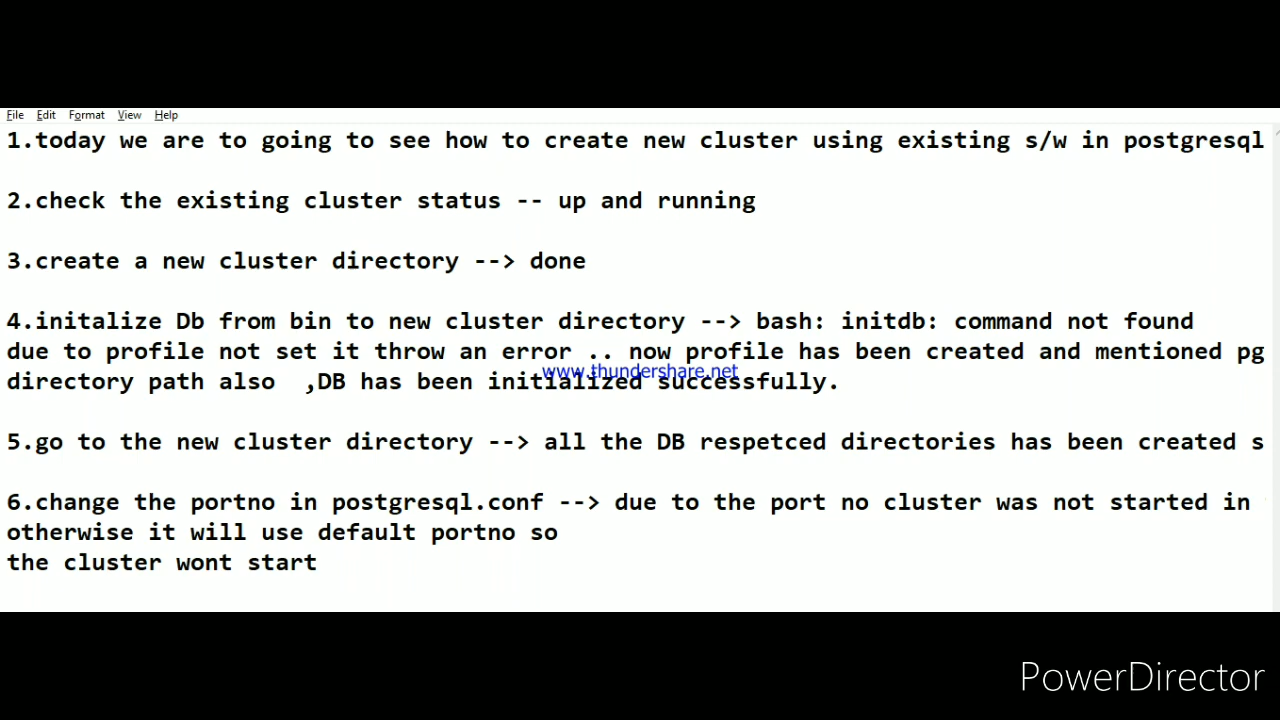 File Edit Format View Help
1.today we are to going to see how to create new cluster using existing s/w in postgresql
2.check the existing cluster status -- up and running
3.create a new cluster directory --> done
4.initalize Db from bin to new cluster directory --> bash: initdb: command not found
due to profile not set it throw an error .. now profile has been created and mentioned pg
www.thundershare.net
directory path also ,DB has been initialized successfully.
5.go to the new cluster directory --> all the DB respetced directories has been created s
6.change the portno in postgresql.conf --> due to the port no cluster was not started in
otherwise it will use default portno so
the cluster wont start
PowerDirector